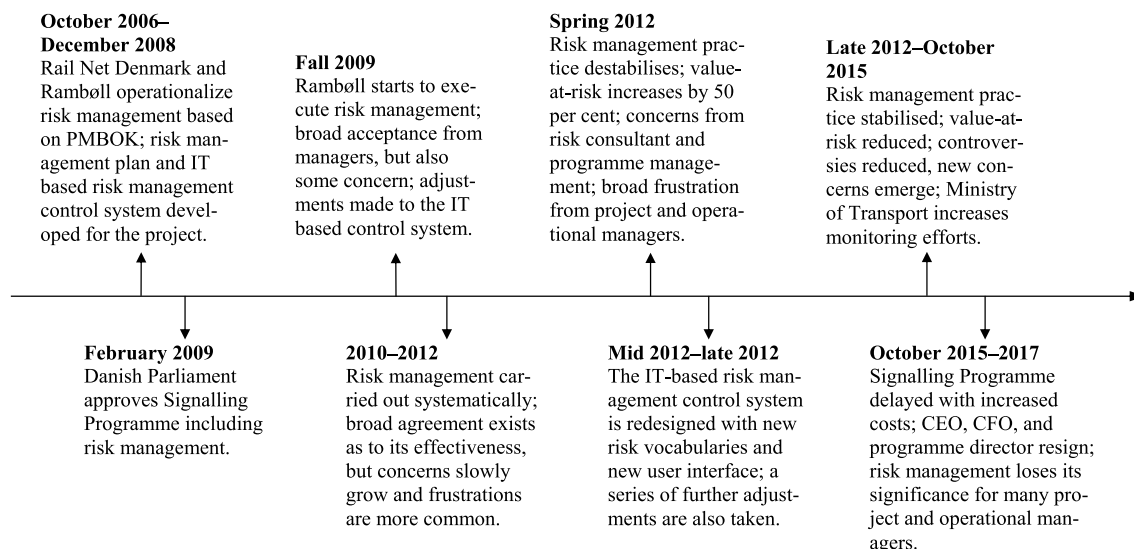 October 2006–
December 2008
Rail Net Denmark and
Rambøll operationalize
risk management based
on PMBOK; risk man-
agement plan and IT
based risk management
control system devel-
oped for the project.
February 2009
Danish Parliament
approves Signalling
Programme including
risk management.
Fall 2009
Rambøll starts to exe-
cute risk management;
broad acceptance from
managers, but also
some concern; adjust-
ments made to the IT
based control system.
2010–2012
Risk management car-
ried out systematically;
broad agreement exists
as to its effectiveness,
but concerns slowly
grow and frustrations
are more common.
Spring 2012
Risk management prac-
tice destabilises; value-
at-risk increases by 50
per cent; concerns from
risk consultant and
programme manage-
ment; broad frustration
from project and opera-
tional managers.
Mid 2012–late 2012
The IT-based risk man-
agement control system
is redesigned with new
risk vocabularies and
new user interface; a
series of further adjust-
ments are also taken.
Late 2012–October
2015
Risk management prac-
tice stabilised; value-at-
risk reduced; controver-
sies reduced, new con-
cerns emerge; Ministry
of Transport increases
monitoring efforts.
October 2015–2017
Signalling Programme
delayed with increased
costs; CEO, CFO, and
programme director resign;
risk management loses its
significance for many pro-
ject and operational man-
agers.